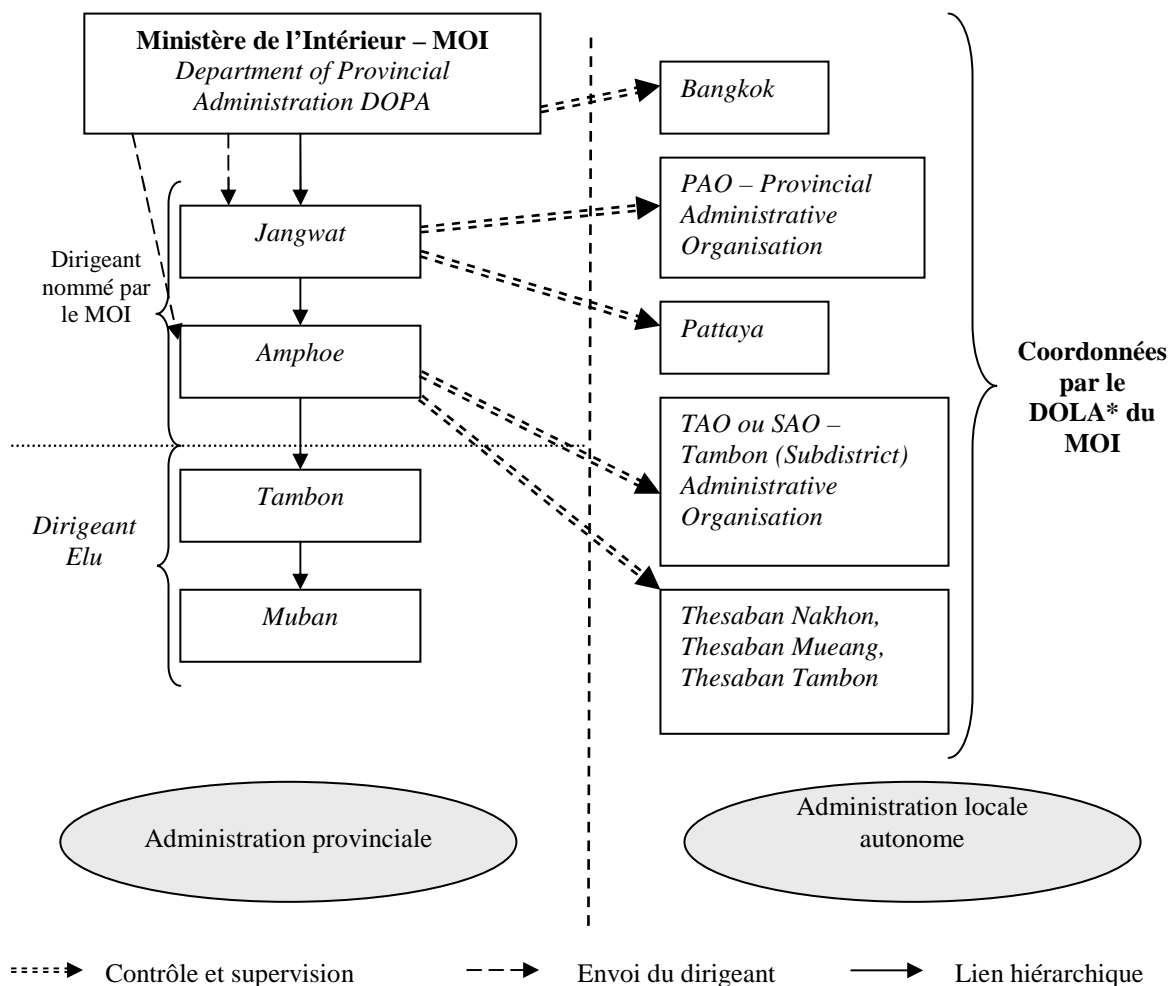 Ministère de l’Intérieur – MOI
Department of Provincial
Administration DOPA
Jangwat
Dirigeant
nommé par
le MOI
Amphoe
Tambon
Dirigeant
Elu
Muban
Bangkok
PAO – Provincial
Administrative
Organisation
Pattaya
TAO ou SAO –
Tambon (Subdistrict)
Administrative
Organisation
Thesaban Nakhon,
Thesaban Mueang,
Thesaban Tambon
Coordonnées
par le
DOLA* du
MOI
Administration provinciale
Administration locale
autonome
Contrôle et supervision
Envoi du dirigeant
Lien hiérarchique